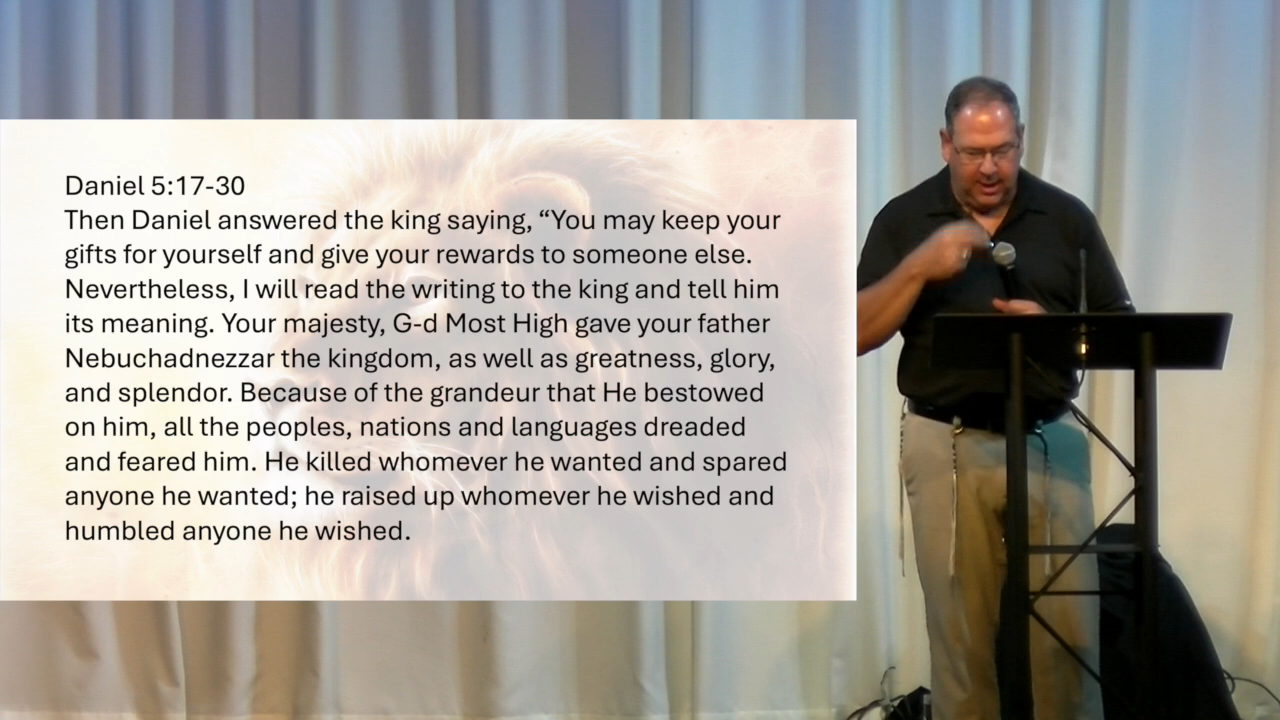 Daniel 5:17-30
Then Daniel answered the king saying, “You may keep your
gifts for yourself and give your rewards to someone else.
Nevertheless, I will read the writing to the king and tell him
its meaning. Your majesty, G-d Most High gave your father
Nebuchadnezzar the kingdom, as well as greatness, glory,
and splendor. Because of the grandeur that He bestowed
on him, all the peoples, nations and languages dreaded
and feared him. He killed whomever he wanted and spared
anyone he wanted; he raised up whomever he wished and
humbled anyone he wished.